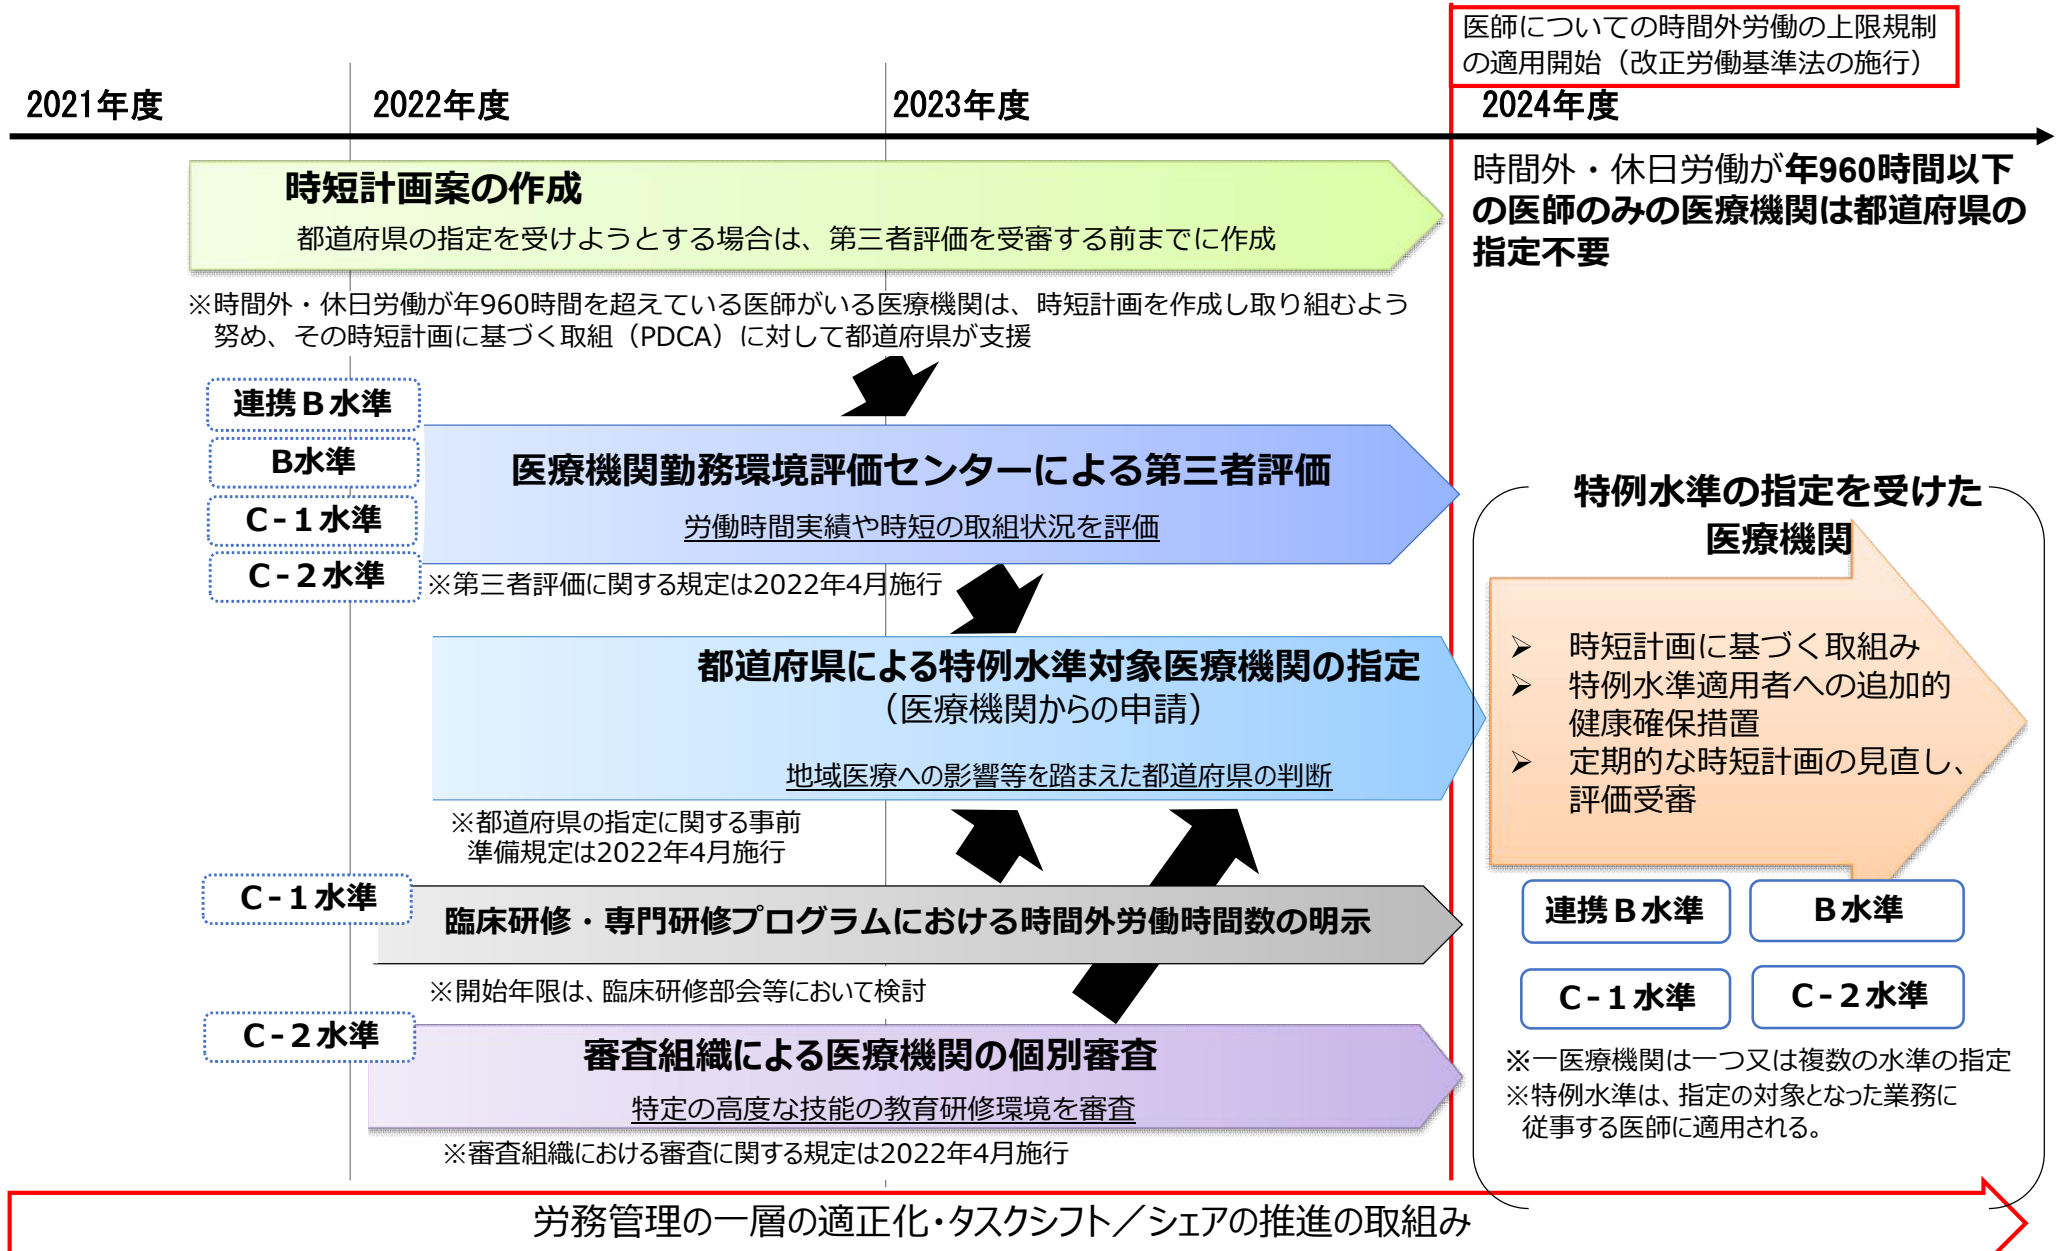 医師についての時間外労働の上限規制
の適用開始（改正労働基準法の施行）
2021年度
2022年度
2023年度
2024年度
時短計画案の作成
都道府県の指定を受けようとする場合は、第三者評価を受審する前までに作成
時間外・休日労働が年960時間以下
の医師のみの医療機関は都道府県の
指定不要
※時間外・休日労働が年960時間を超えている医師がいる医療機関は、時短計画を作成し取り組むよう
努め、その時短計画に基づく取組（PDCA）に対して都道府県が支援
連携Ｂ水準
B水準
C-１水準
C-２水準
医療機関勤務環境評価センターによる第三者評価
労働時間実績や時短の取組状況を評価
※第三者評価に関する規定は2022年4月施行
都道府県による特例水準対象医療機関の指定
（医療機関からの申請）
地域医療への影響等を踏まえた都道府県の判断
※都道府県の指定に関する事前
準備規定は2022年4月施行
C-１水準
臨床研修・専門研修プログラムにおける時間外労働時間数の明示
※開始年限は、臨床研修部会等において検討
C-２水準
審査組織による医療機関の個別審査
特定の高度な技能の教育研修環境を審査
※審査組織における審査に関する規定は2022年4月施行
特例水準の指定を受けた
医療機関
➢ 時短計画に基づく取組み
➢ 特例水準適用者への追加的
健康確保措置
➢ 定期的な時短計画の見直し、
評価受審
連携Ｂ水準
Ｂ水準
C-１水準
C-２水準
※一医療機関は一つ又は複数の水準の指定
※特例水準は、指定の対象となった業務に
従事する医師に適用される。
労務管理の一層の適正化・タスクシフト／シェアの推進の取組み